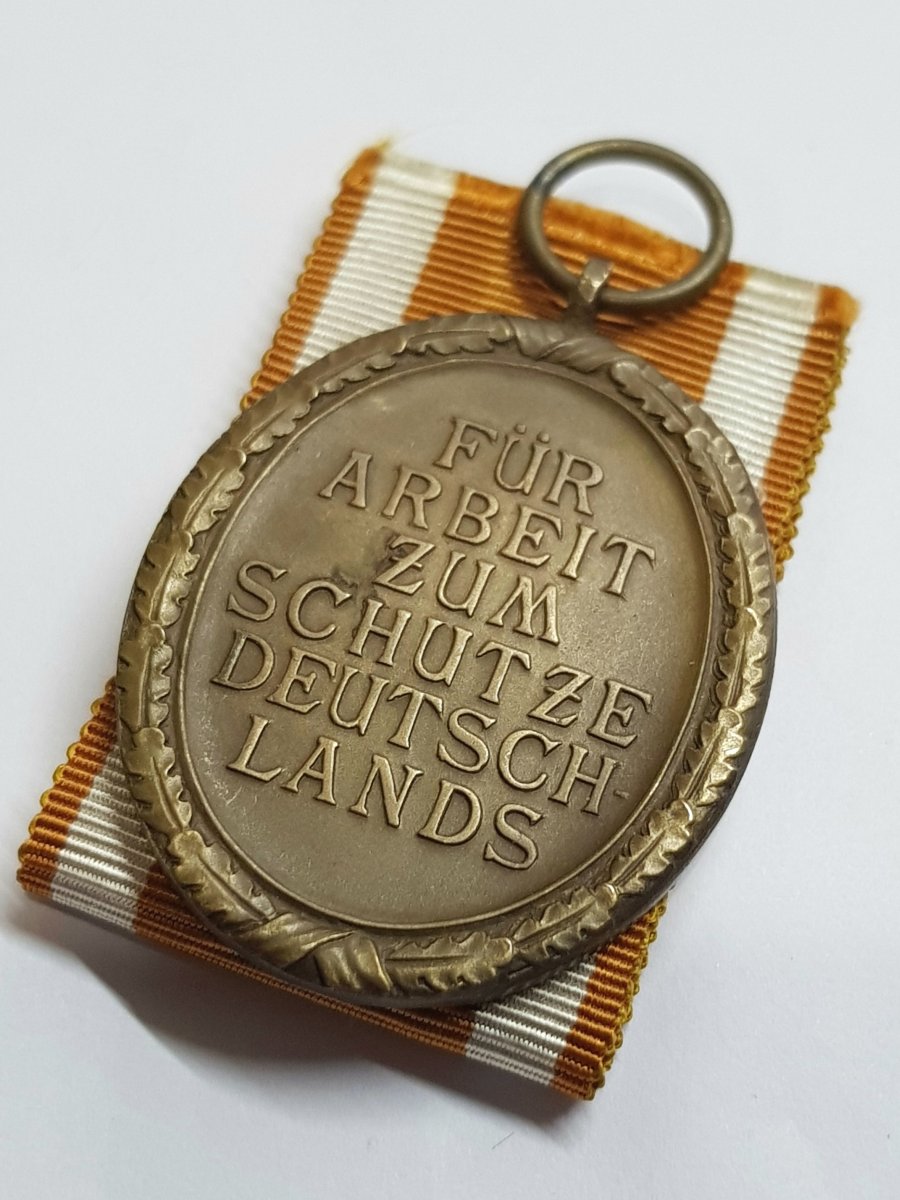 FÜR
ARBEIT
ZUM
SCHUTZE
DEUTSCH-
LANDS